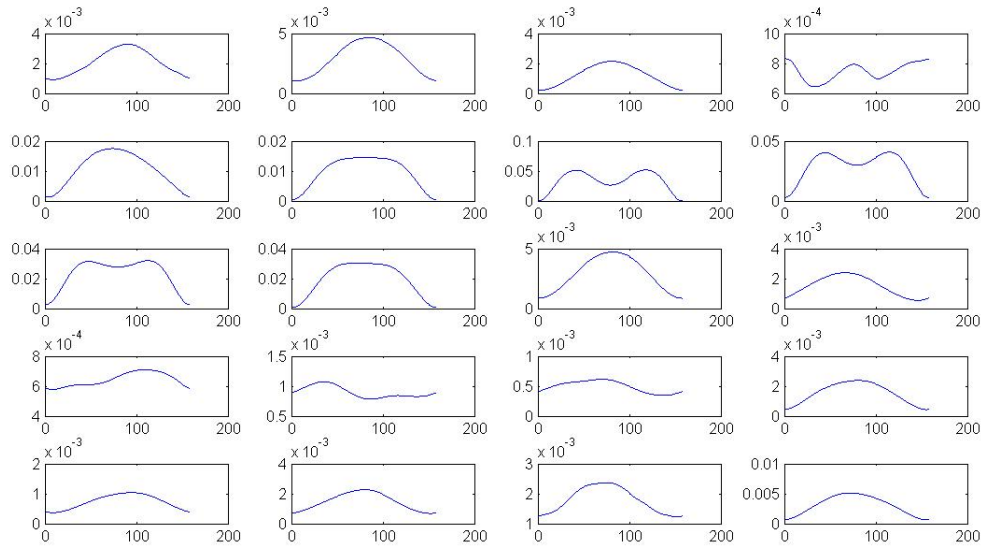 x 10^-3 x 10^-3 x 10^-3 x 10^-4
4 5 4 10
2 2 8
0 0 0 6
0 100 200 0 100 200 0 100 200 0 100 200
0.02 0.02 0.1 0.05
0.01 0.01 0.05
0 0 0 0
0 100 200 0 100 200 0 100 200 0 100 200
x 10^-3 x 10^-3
0.04 0.04 5 4
0.02 0.02 2
0 0 0 0
0 100 200 0 100 200 0 100 200 0 100 200
x 10^-4 x 10^-3 x 10^-3 x 10^-3
8 1.5 1 4
6 1 0.5 2
4 0.5 0 0
0 100 200 0 100 200 0 100 200 0 100 200
x 10^-3 x 10^-3 x 10^-3
2 4 3 0.01
1 2 2 0.005
0 0 1 0
0 100 200 0 100 200 0 100 200 0 100 200